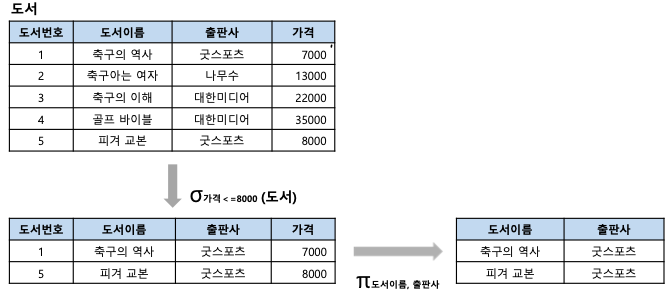 도서
도서번호 도서이름 출판사 가격
1 축구의 역사 굿스포츠 7000
2 축구아는 여자 나무수 13000
3 축구의 이해 대한미디어 22000
4 골프 바이블 대한미디어 35000
5 피겨 교본 굿스포츠 8000
σ가격 < =8000 (도서)
도서번호 도서이름 출판사 가격
1 축구의 역사 굿스포츠 7000
5 피겨 교본 굿스포츠 8000
π도서이름, 출판사
도서이름 출판사
축구의 역사 굿스포츠
피겨 교본 굿스포츠